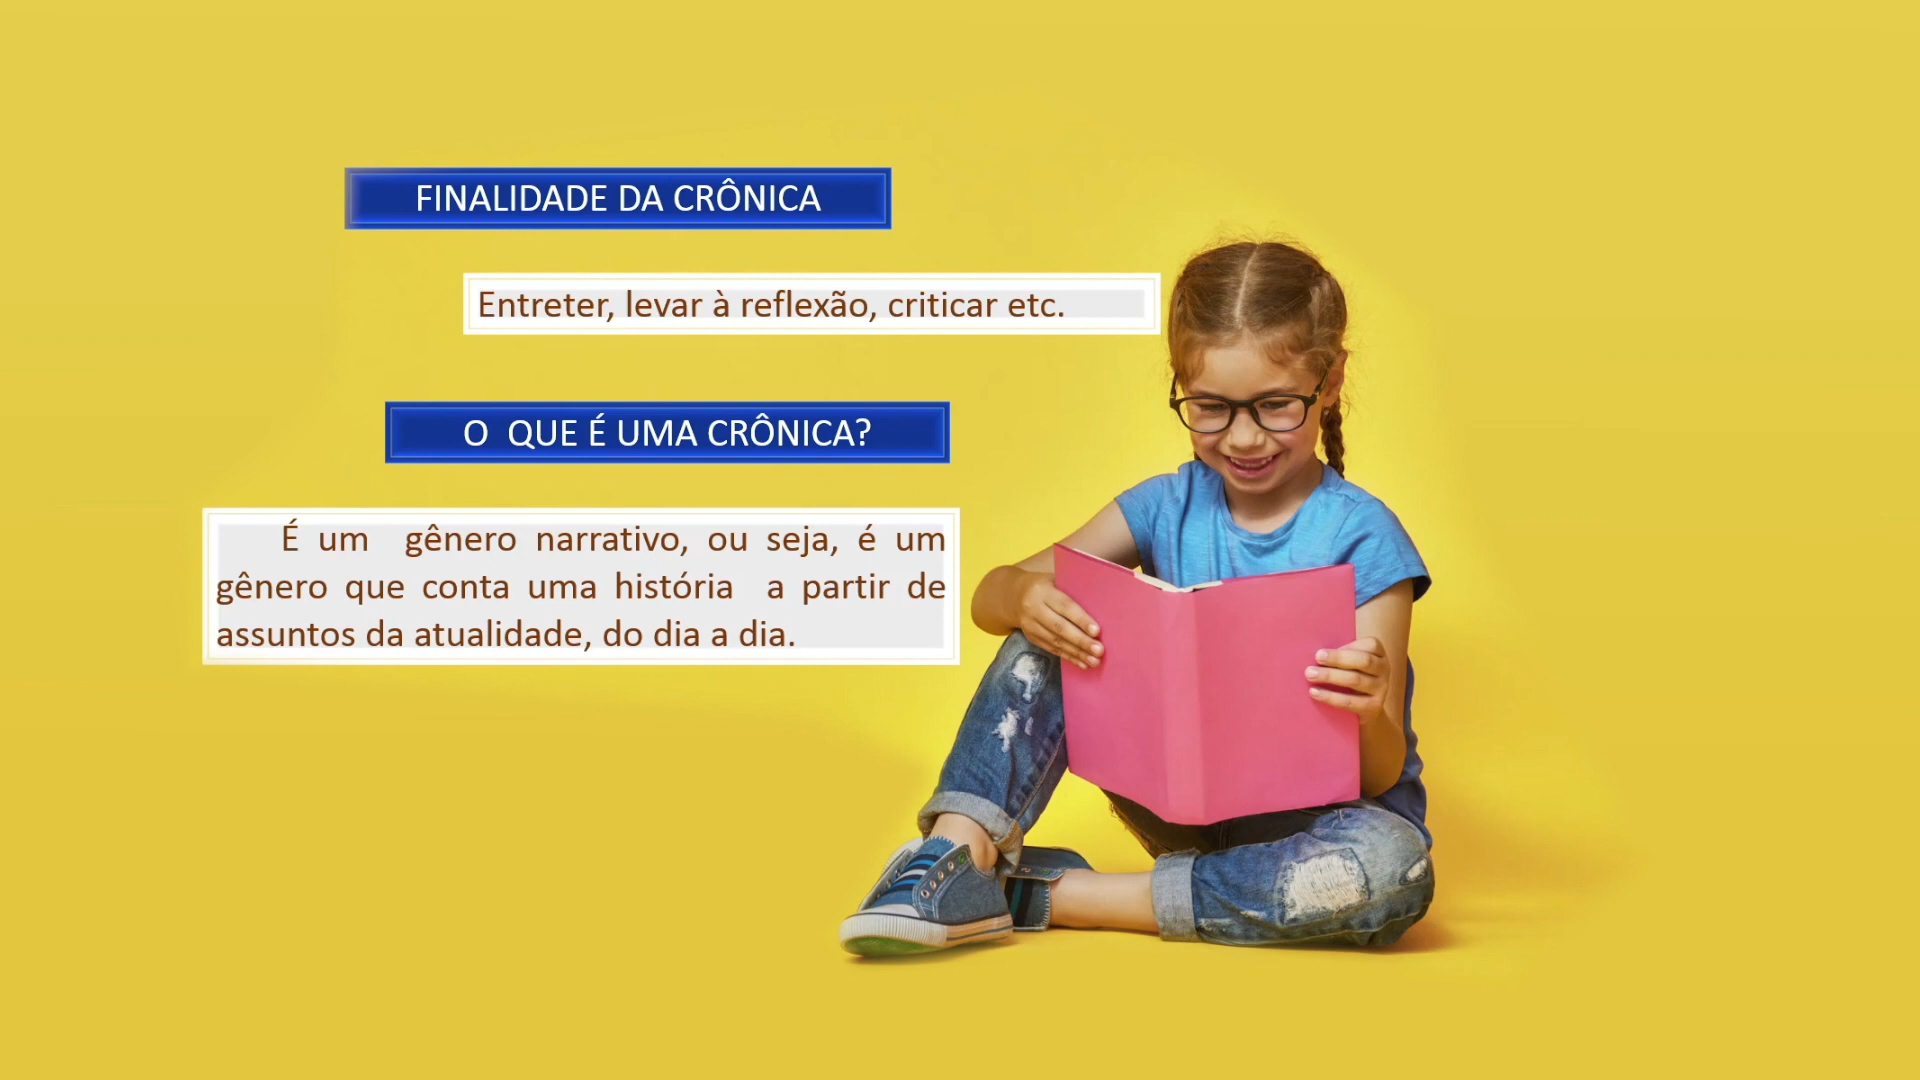 FINALIDADE DA CRÔNICA
Entreter, levar à reflexão, criticar etc.
O QUE É UMA CRÔNICA?
É um gênero narrativo, ou seja, é um
gênero que conta uma história a partir de
assuntos da atualidade, do dia a dia.